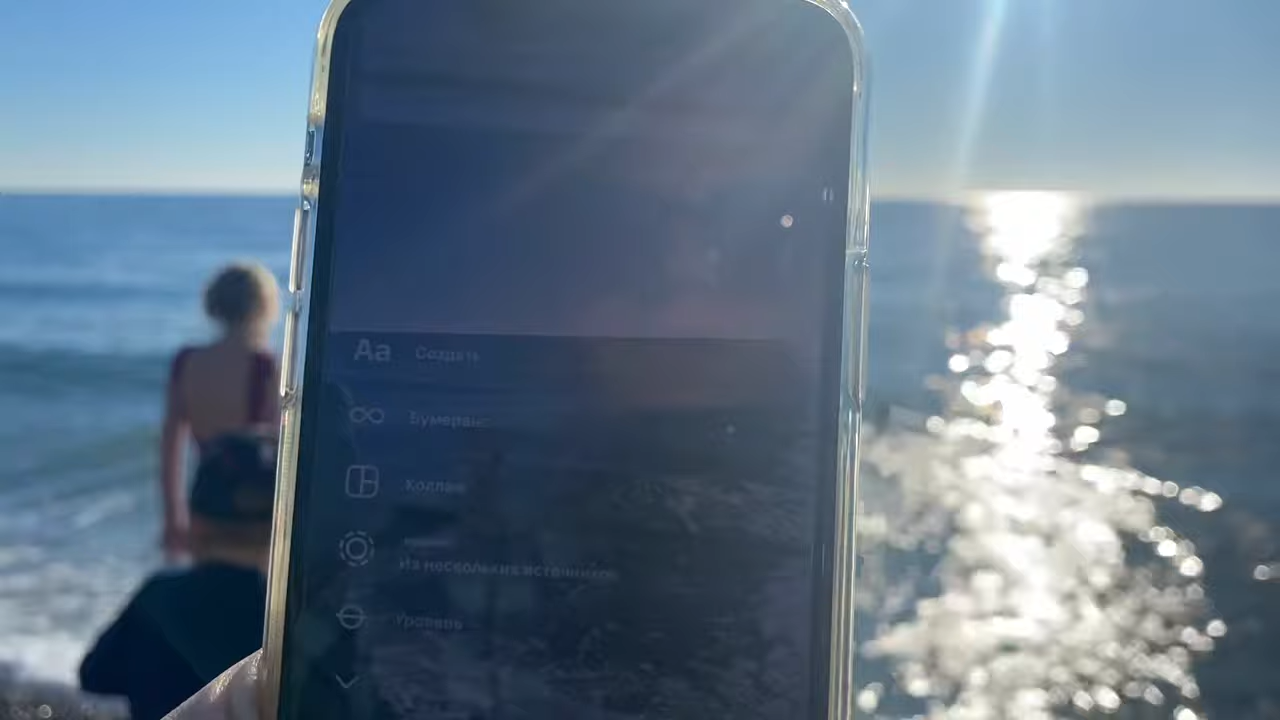 Aa Создать
Бумеранг
Коллаж
Из нескольких источников
Уровень